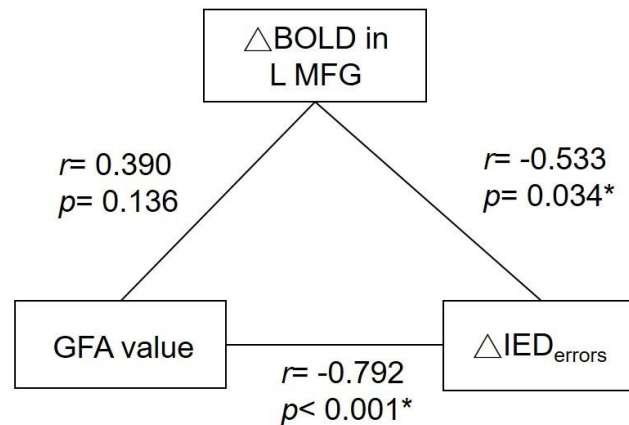 △BOLD in
L MFG
r= 0.390
p= 0.136
r= -0.533
p= 0.034*
GFA value
△IEDerrors
r= -0.792
p< 0.001*